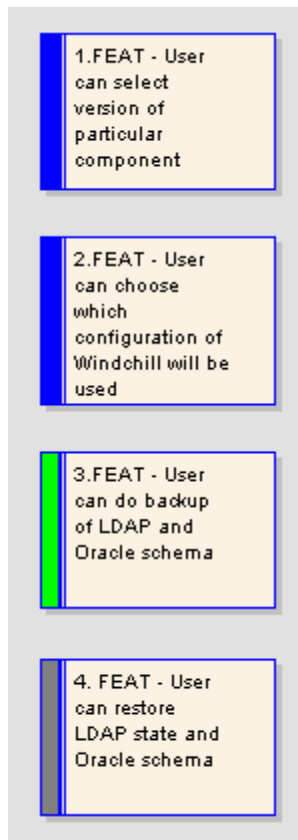 1.FEAT - User
can select
version of
particular
component
2.FEAT - User
can choose
which
configuration of
Windchill will be
used
3.FEAT - User
can do backup
of LDAP and
Oracle schema
4. FEAT - User
can restore
LDAP state and
Oracle schema